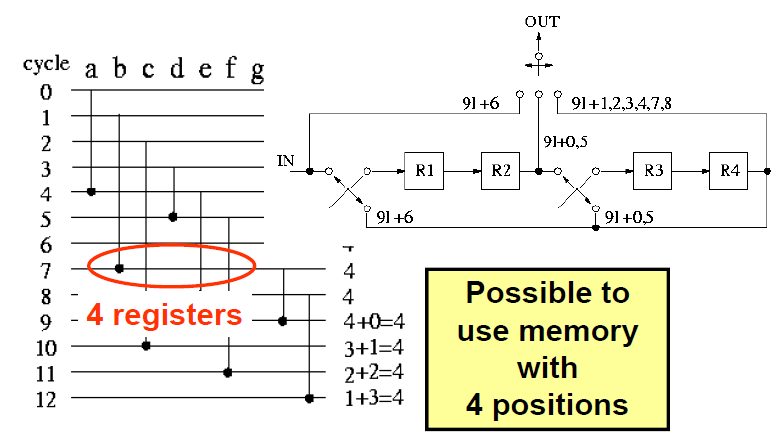 cycle a b c d e f g
0
1
2
3
4
5
6
7 4
8 4
9 4+0=4
10 3+1=4
11 2+2=4
12 1+3=4
4 registers
OUT
9l+6 9l+1,2,3,4,7,8
9l+0,5
IN R1 R2 R3 R4
9l+6 9l+0,5
Possible to
use memory
with
4 positions